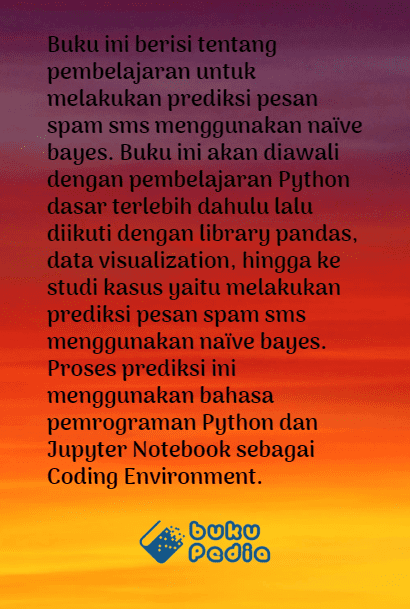 Buku ini berisi tentang
pembelajaran untuk
melakukan prediksi pesan
spam sms menggunakan naïve
bayes. Buku ini akan diawali
dengan pembelajaran Python
dasar terlebih dahulu lalu
diikuti dengan library pandas,
data visualization, hingga ke
studi kasus yaitu melakukan
prediksi pesan spam sms
menggunakan naïve bayes.
Proses prediksi ini
menggunakan bahasa
pemrograman Python dan
Jupyter Notebook sebagai
Coding Environment.
buku
Pedia